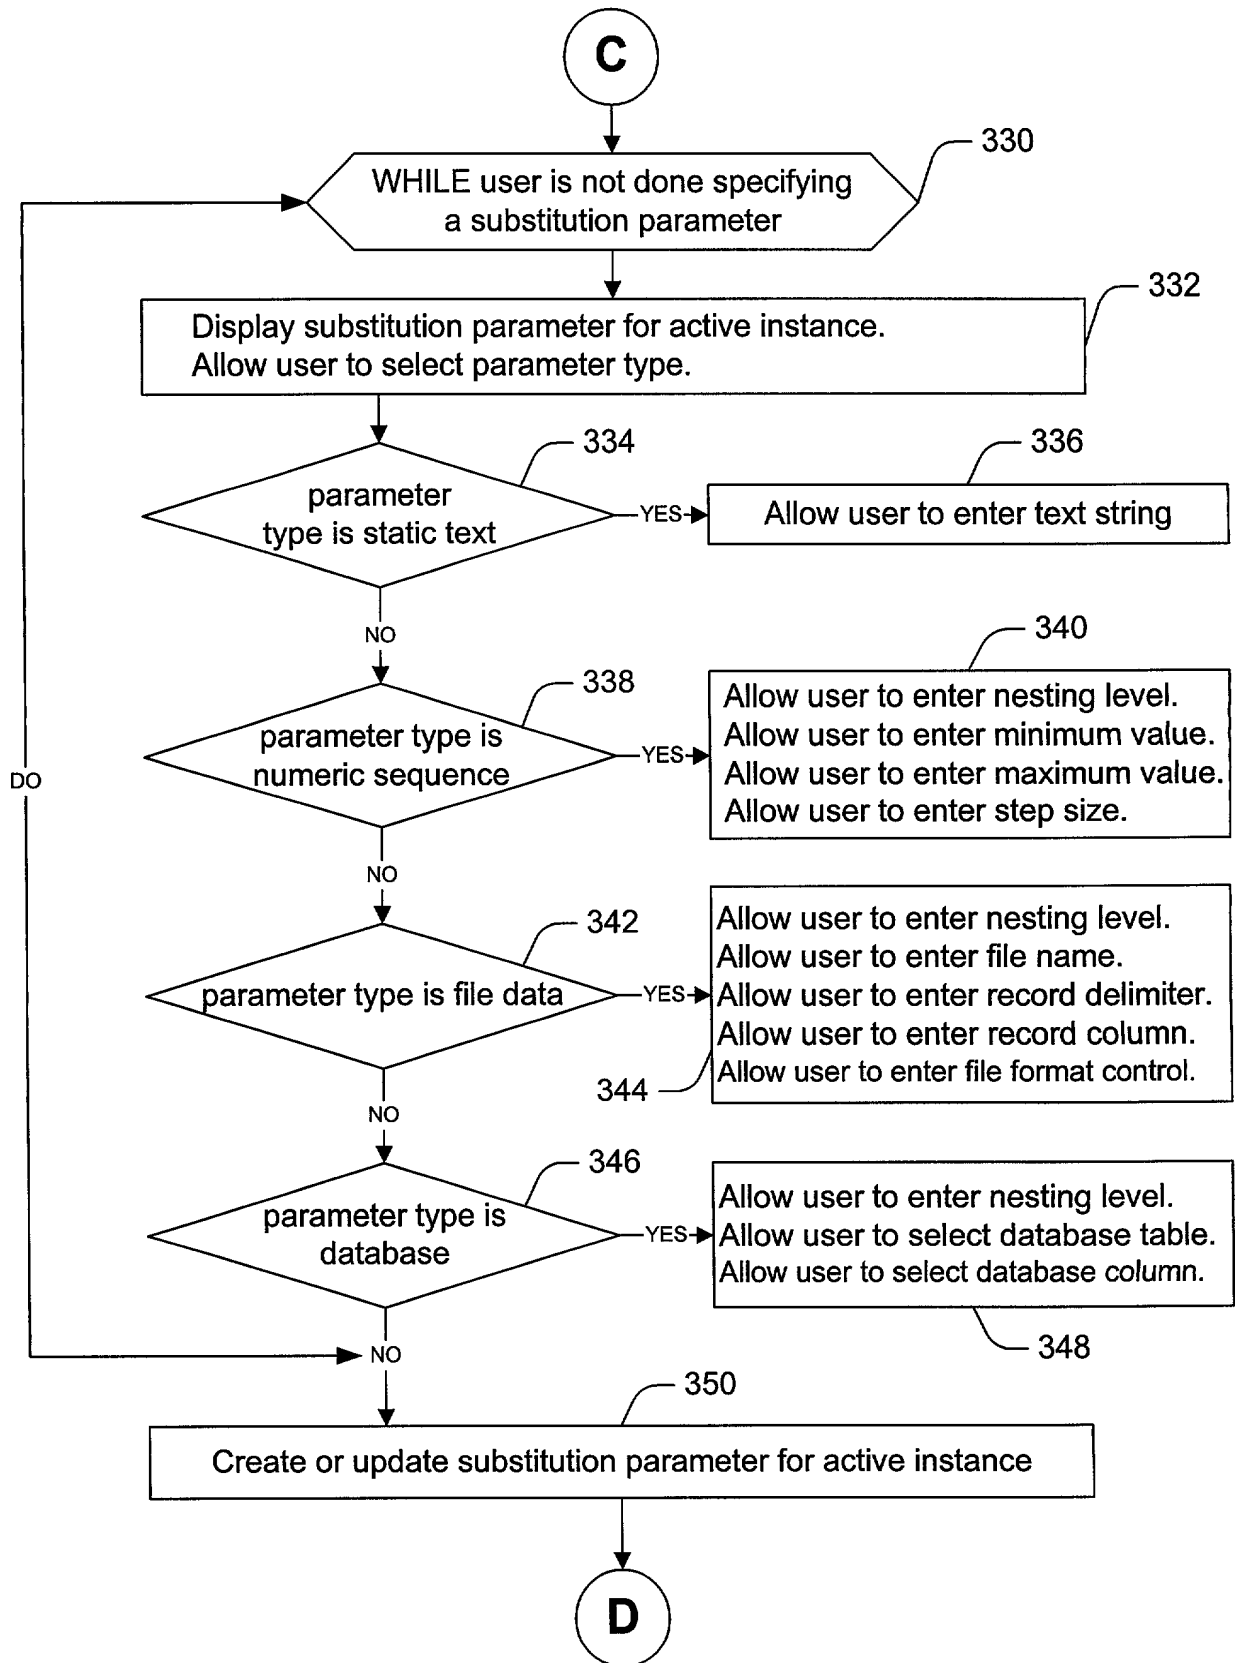 C
330
WHILE user is not done specifying
a substitution parameter
332
Display substitution parameter for active instance.
Allow user to select parameter type.
334
parameter
type is static text
YES
336
Allow user to enter text string
NO
338
parameter type is
numeric sequence
YES
340
Allow user to enter nesting level.
Allow user to enter minimum value.
Allow user to enter maximum value.
Allow user to enter step size.
DO
NO
342
parameter type is file data
YES
Allow user to enter nesting level.
Allow user to enter file name.
Allow user to enter record delimiter.
Allow user to enter record column.
Allow user to enter file format control.
344
NO
346
parameter type is
database
YES
Allow user to enter nesting level.
Allow user to select database table.
Allow user to select database column.
348
NO
350
Create or update substitution parameter for active instance
D